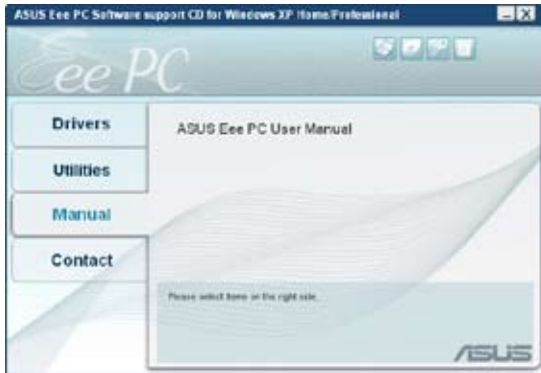 ASUS Eee PC Software support CD for Windows XP Home/Professional
Eee PC
Drivers
ASUS Eee PC User Manual
Utilities
Manual
Contact
Please select items on the right side.
ASUS